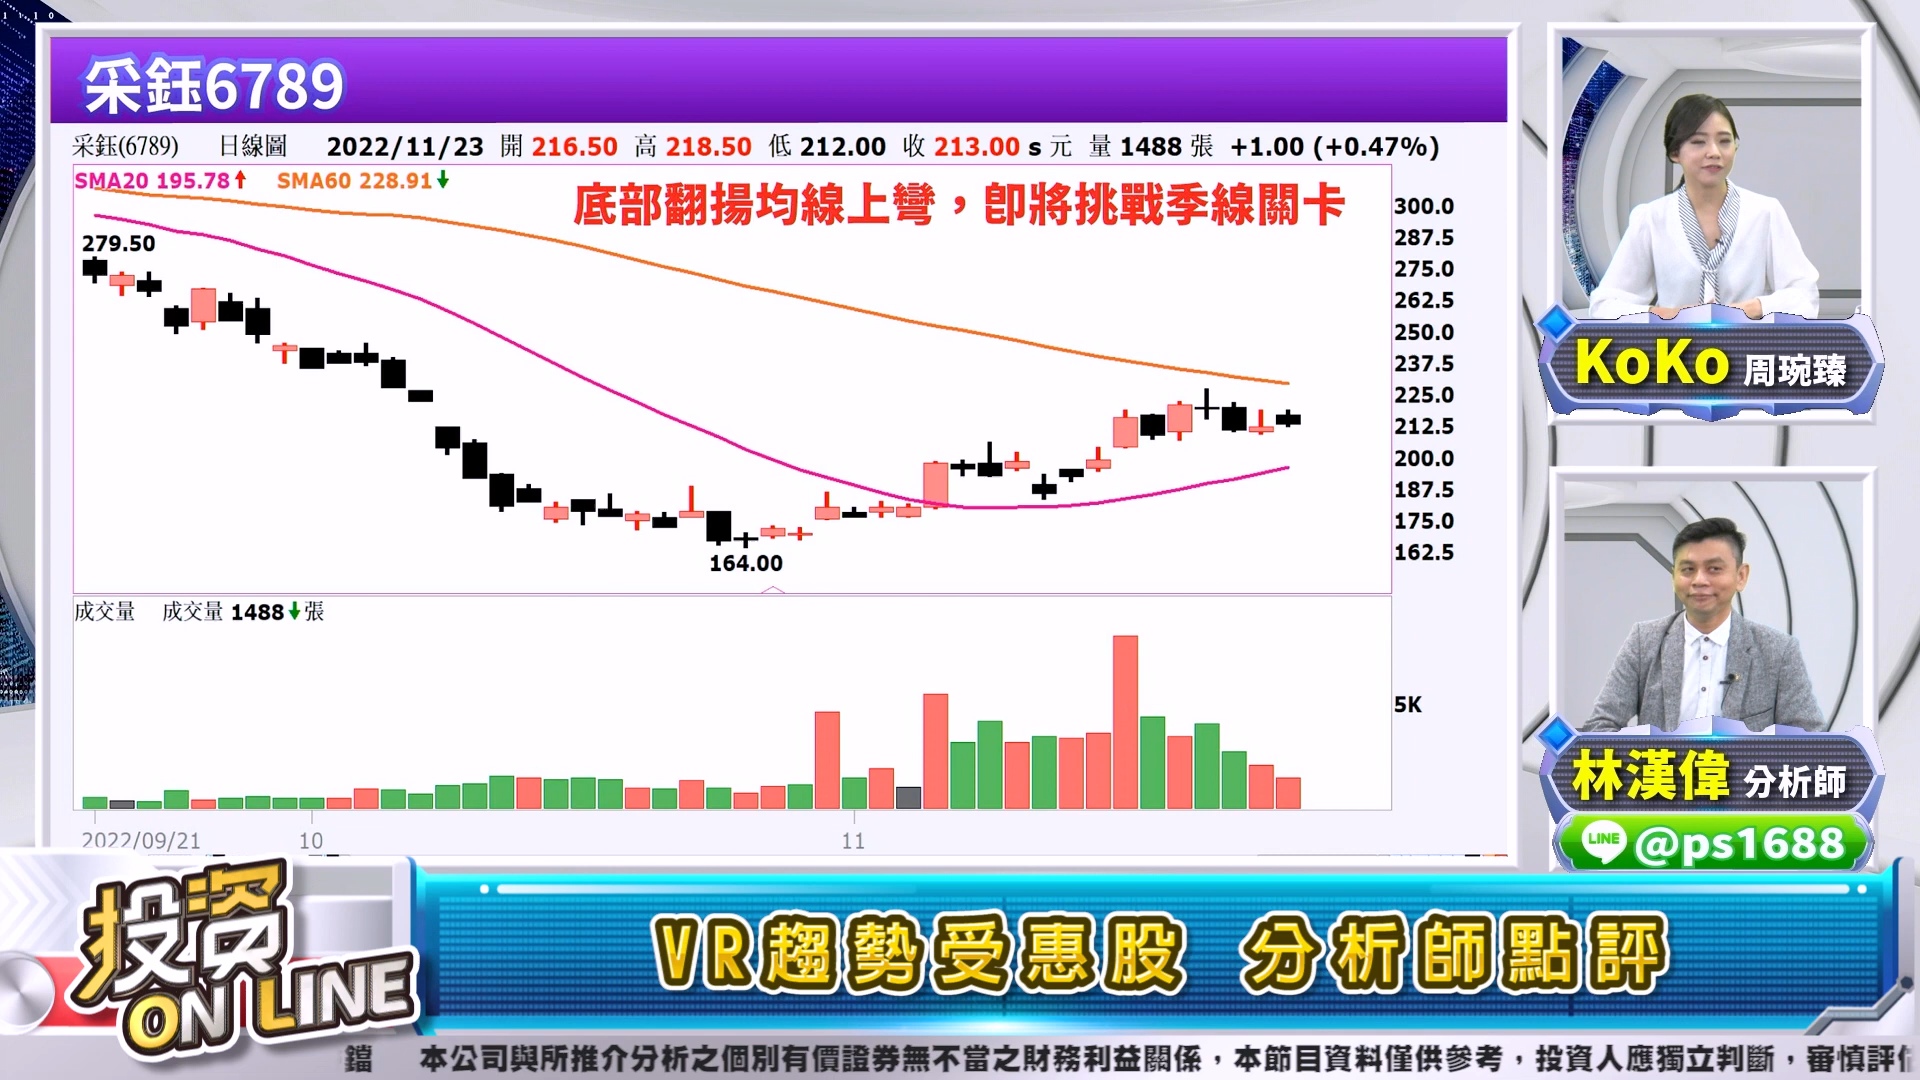 采鈺6789
采鈺(6789) 日線圖 2022/11/23 開 216.50 高 218.50 低 212.00 收 213.00 s 元 量 1488 張 +1.00 (+0.47%)
SMA20 195.78↑ SMA60 228.91↓
底部翻揚均線上彎，即將挑戰季線關卡
279.50
164.00
300.0
287.5
275.0
262.5
250.0
237.5
225.0
212.5
200.0
187.5
175.0
162.5
成交量 成交量 1488↓張
5K
2022/09/21 10 11
KoKo 周琬臻
林漢偉 分析師
LINE @ps1688
投資
ON LINE
VR趨勢受惠股 分析師點評
本公司與所推介分析之個別有價證券無不當之財務利益關係，本節目資料僅供參考，投資人應獨立判斷，審慎評